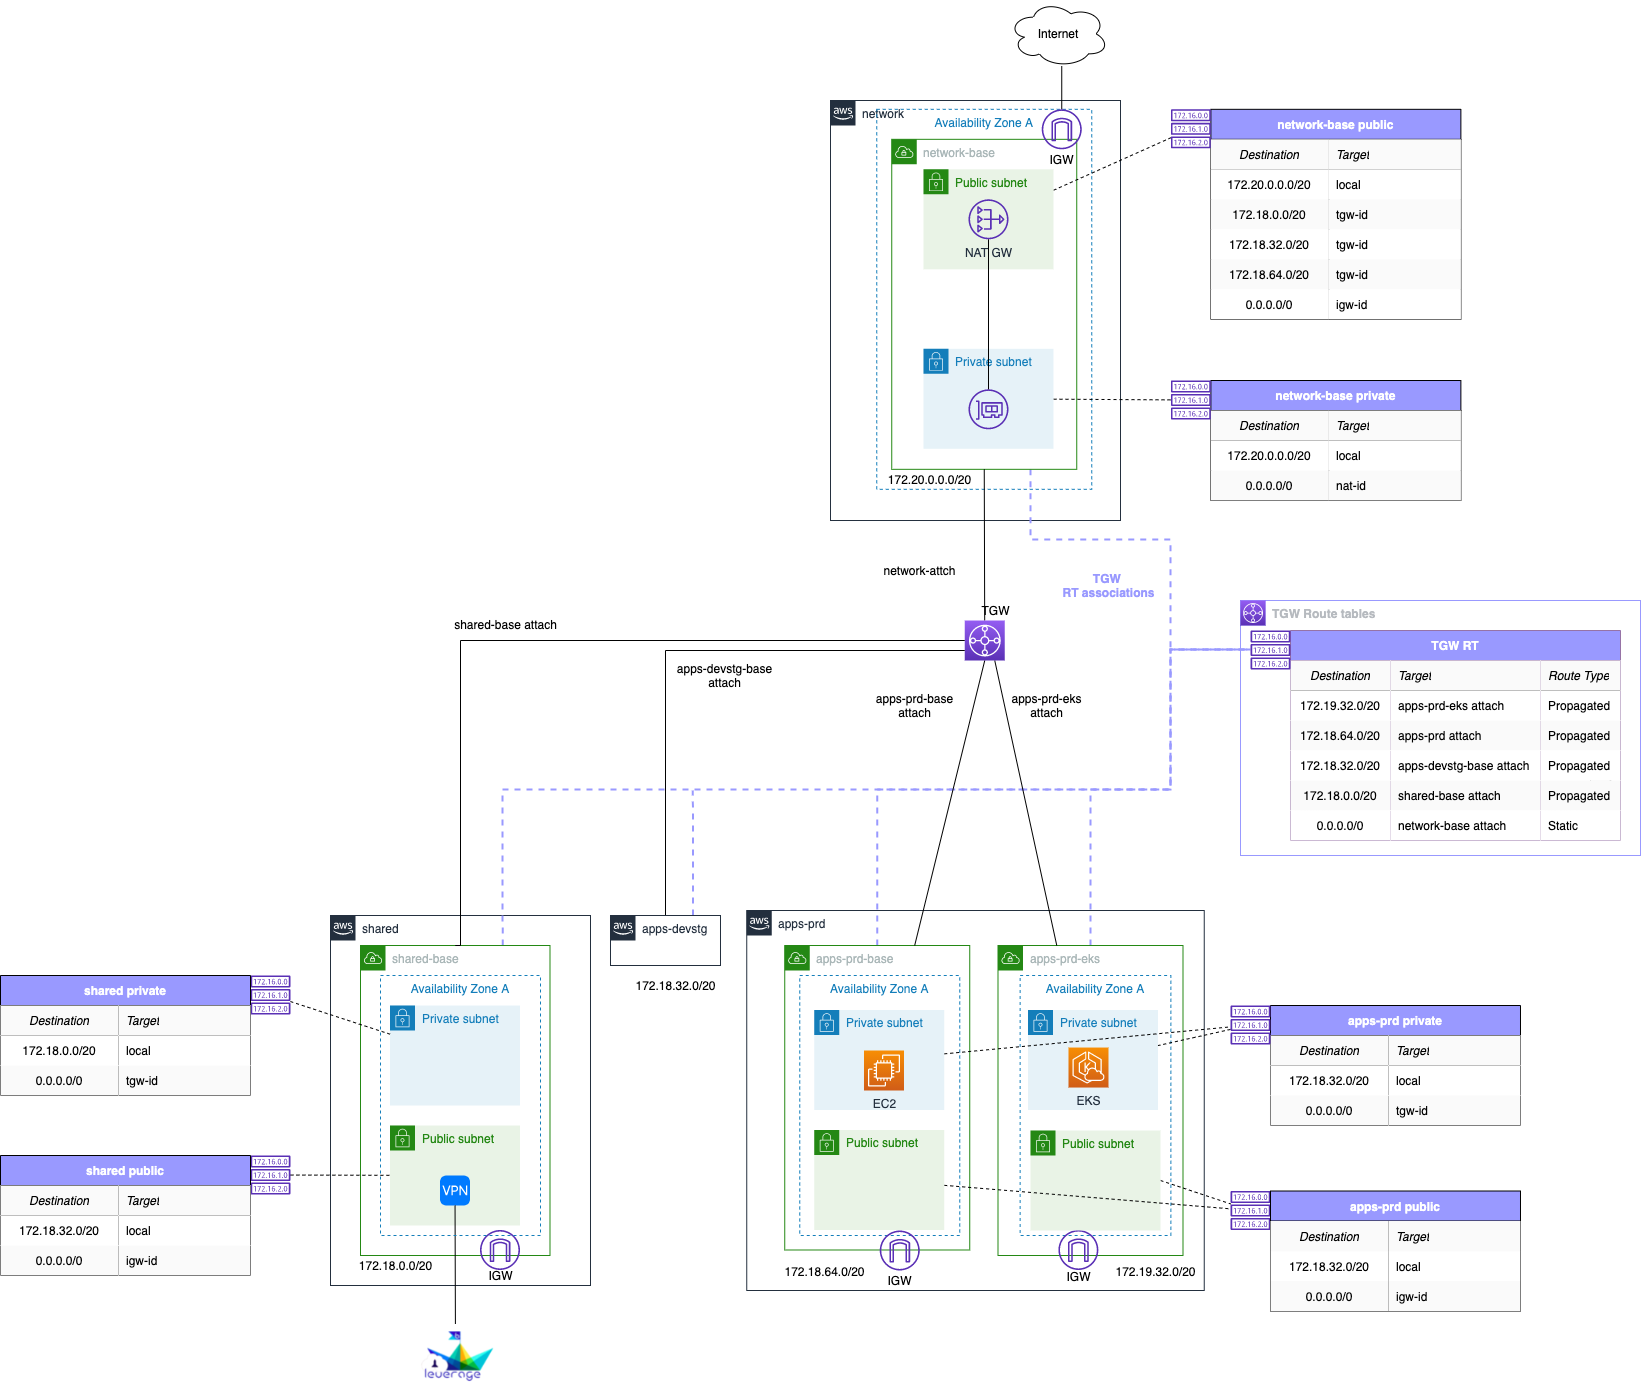 Internet
aws
network
Availability Zone A
IGW
network-base
Public subnet
NAT GW
Private subnet
172.20.0.0.0/20
172.16.0.0
172.16.1.0
172.16.2.0
network-base public
Destination Target
172.20.0.0.0/20 local
172.18.0.0/20 tgw-id
172.18.32.0/20 tgw-id
172.18.64.0/20 tgw-id
0.0.0.0/0 igw-id
172.16.0.0
172.16.1.0
172.16.2.0
network-base private
Destination Target
172.20.0.0.0/20 local
0.0.0.0/0 nat-id
network-attch
TGW
RT associations
TGW
shared-base attach
apps-devstg-base
attach
apps-prd-base
attach
apps-prd-eks
attach
TGW Route tables
172.16.0.0
172.16.1.0
172.16.2.0
TGW RT
Destination Target Route Type
172.19.32.0/20 apps-prd-eks attach Propagated
172.18.64.0/20 apps-prd attach Propagated
172.18.32.0/20 apps-devstg-base attach Propagated
172.18.0.0/20 shared-base attach Propagated
0.0.0.0/0 network-base attach Static
aws
shared
shared-base
Availability Zone A
Private subnet
Public subnet
VPN
172.18.0.0/20
IGW
leverage
shared private
172.16.0.0
172.16.1.0
172.16.2.0
Destination Target
172.18.0.0/20 local
0.0.0.0/0 tgw-id
shared public
172.16.0.0
172.16.1.0
172.16.2.0
Destination Target
172.18.32.0/20 local
0.0.0.0/0 igw-id
aws
apps-devstg
172.18.32.0/20
aws
apps-prd
apps-prd-base
Availability Zone A
Private subnet
EC2
Public subnet
172.18.64.0/20
IGW
apps-prd-eks
Availability Zone A
Private subnet
EKS
Public subnet
IGW
172.19.32.0/20
172.16.0.0
172.16.1.0
172.16.2.0
apps-prd private
Destination Target
172.18.32.0/20 local
0.0.0.0/0 tgw-id
172.16.0.0
172.16.1.0
172.16.2.0
apps-prd public
Destination Target
172.18.32.0/20 local
0.0.0.0/0 igw-id